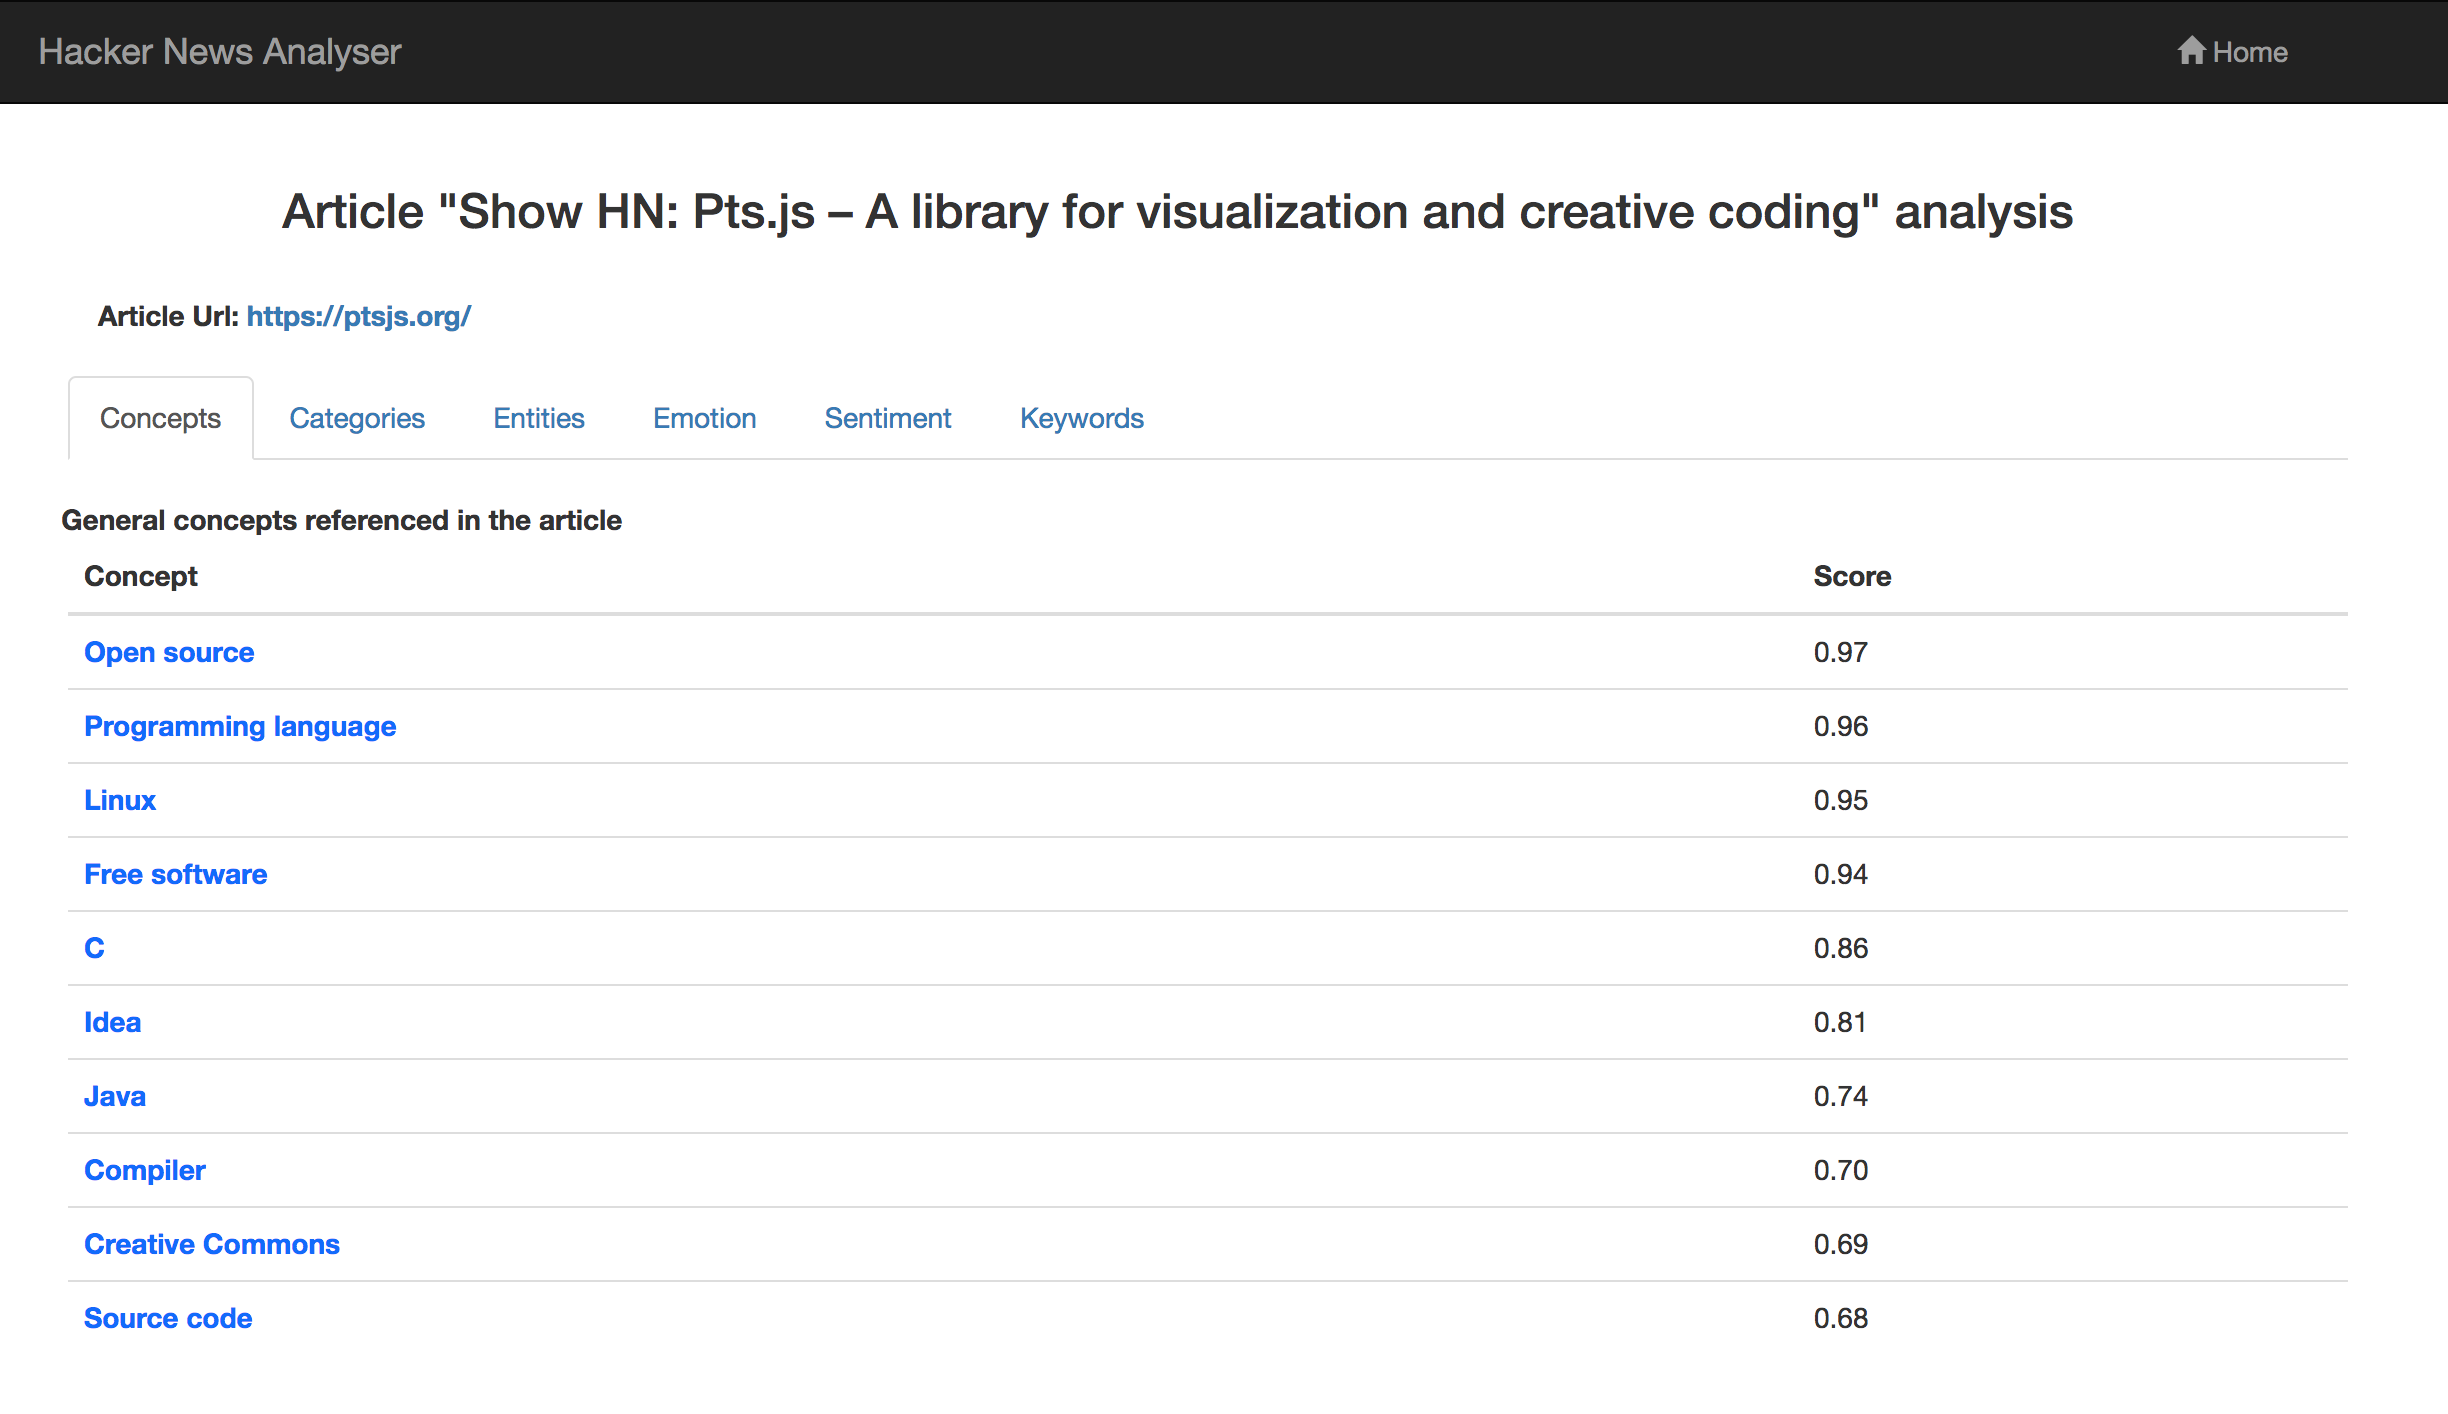 Hacker News Analyser Home
Article "Show HN: Pts.js – A library for visualization and creative coding" analysis
Article Url: https://ptsjs.org/
Concepts Categories Entities Emotion Sentiment Keywords
General concepts referenced in the article
Concept Score
Open source 0.97
Programming language 0.96
Linux 0.95
Free software 0.94
C 0.86
Idea 0.81
Java 0.74
Compiler 0.70
Creative Commons 0.69
Source code 0.68